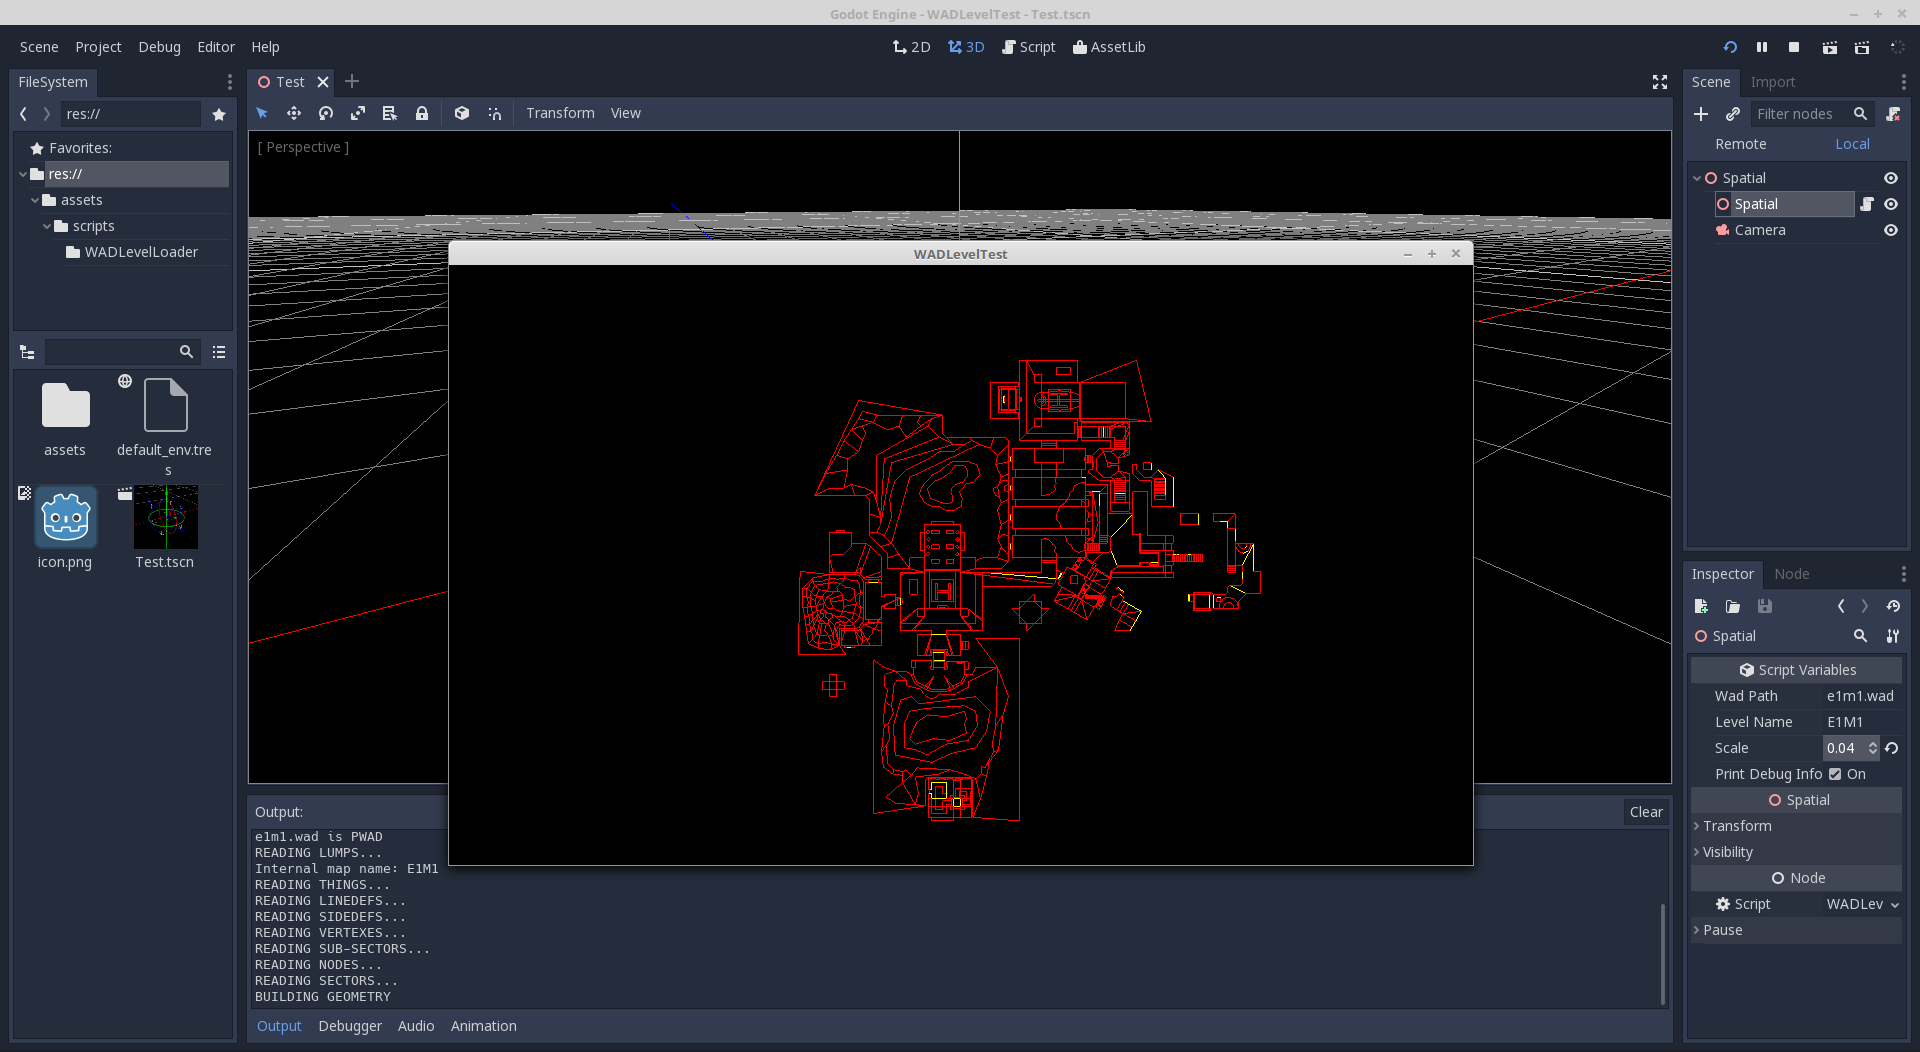 Godot Engine - WADLevelTest - Test.tscn
Scene Project Debug Editor Help
2D 3D Script AssetLib
FileSystem
res://
Favorites:
res://
assets
scripts
WADLevelLoader
assets
default_env.tre
s
icon.png
Test.tscn
Test
Transform View
[ Perspective ]
WADLevelTest
Output:
Clear
e1m1.wad is PWAD
READING LUMPS...
Internal map name: E1M1
READING THINGS...
READING LINEDEFS...
READING SIDEDEFS...
READING VERTEXES...
READING SUB-SECTORS...
READING NODES...
READING SECTORS...
BUILDING GEOMETRY
Output Debugger Audio Animation
Scene Import
Filter nodes
Remote Local
Spatial
Spatial
Camera
Inspector Node
Spatial
Script Variables
Wad Path e1m1.wad
Level Name E1M1
Scale 0.04
Print Debug Info On
Spatial
Transform
Visibility
Node
Script WADLev
Pause